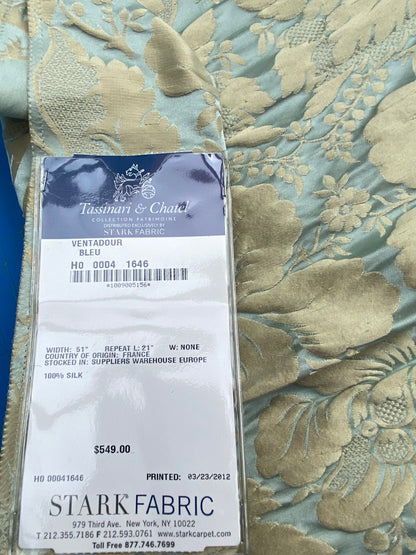 Tassinari & Chatel
COLLECTION PATRIMOINE
DISTRIBUTED EXCLUSIVELY BY
STARK FABRIC
VENTADOUR
BLEU
H0 0004 1646
*1009005156*
WIDTH: 51" REPEAT L: 21" W: NONE
COUNTRY OF ORIGIN: FRANCE
STOCKED IN: SUPPLIERS WAREHOUSE EUROPE
100% SILK
$549.00
H0 00041646 PRINTED: 03/23/2012
STARK FABRIC
979 Third Ave. New York, NY 10022
T 212.355.7186 F 212.593.0761 www.starkcarpet.com
Toll Free 877.746.7699